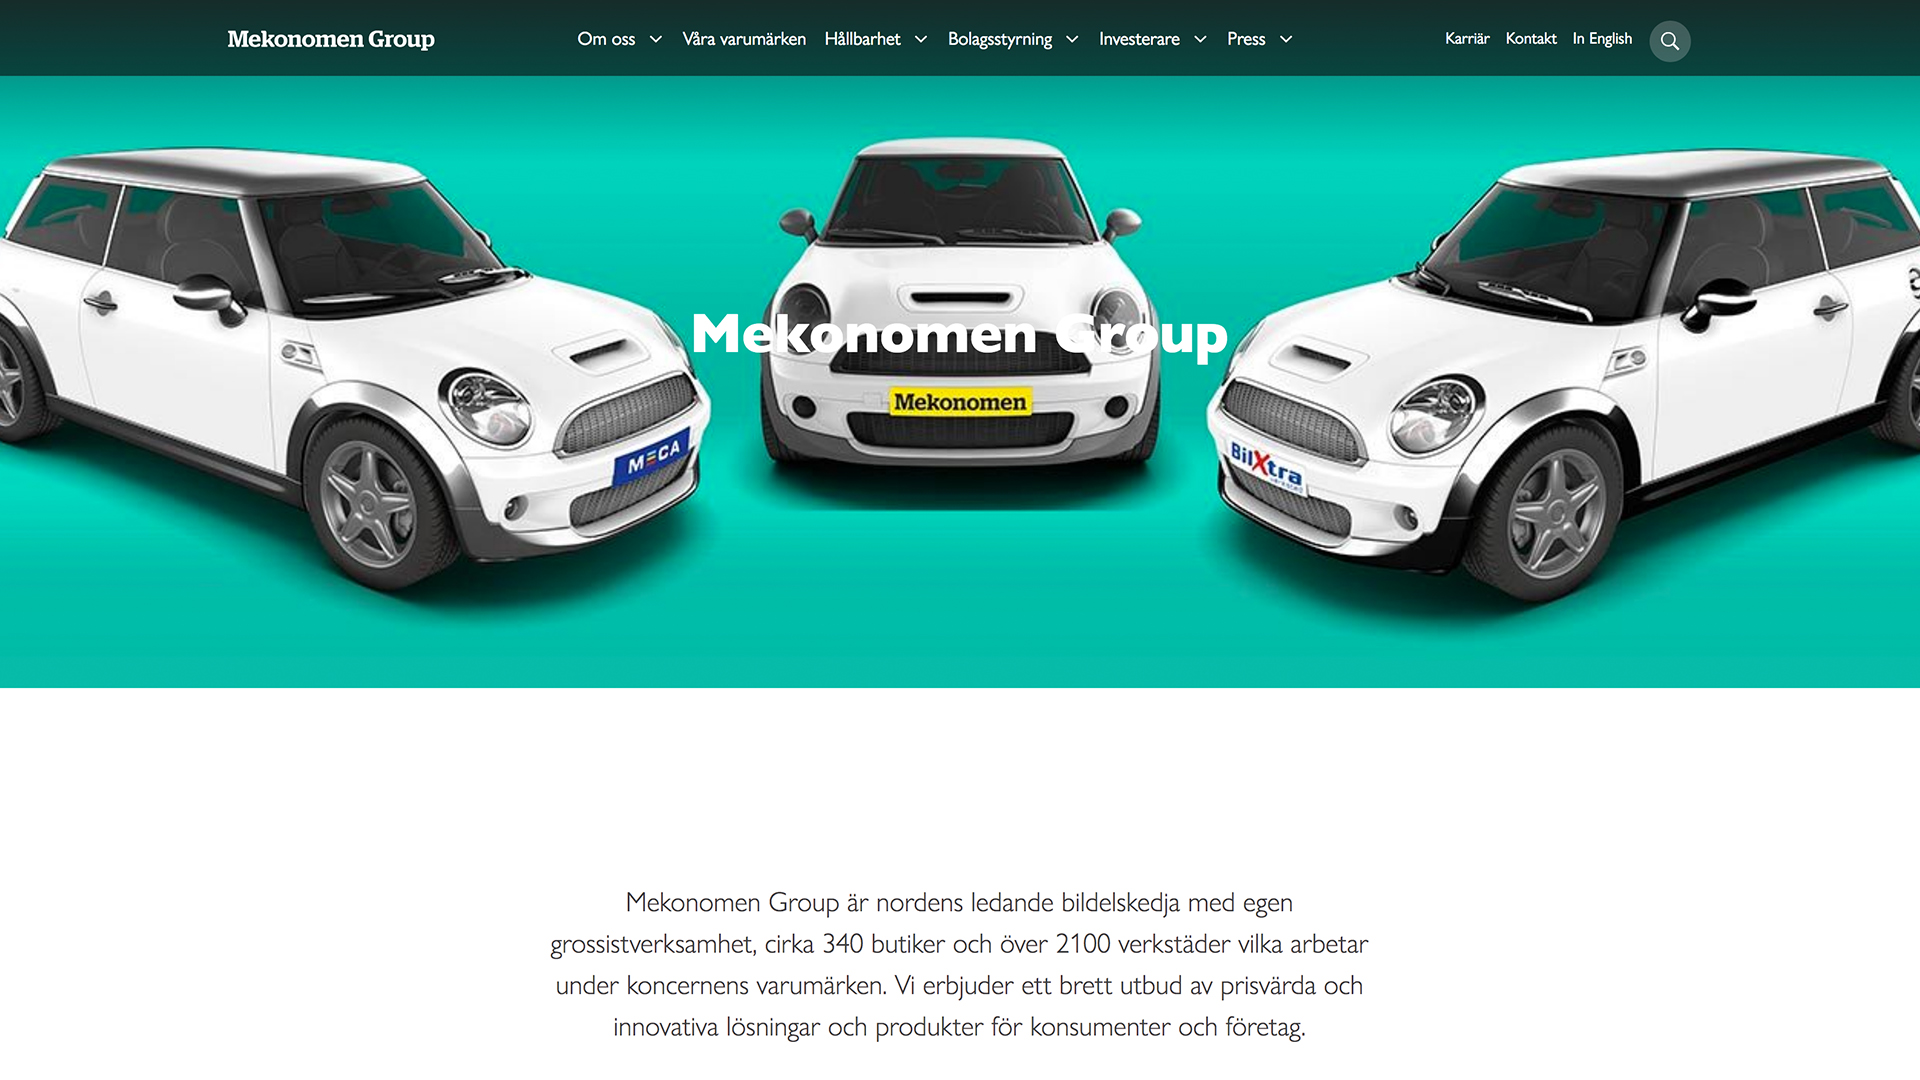 Mekonomen Group
Om oss
Våra varumärken
Hållbarhet
Bolagsstyrning
Investerare
Press
Karriär
Kontakt
In English
Mekonomen Group
MECA
Mekonomen
BilXtra
Mekonomen Group är nordens ledande bildelskedja med egen
grossistverksamhet, cirka 340 butiker och över 2100 verkstäder vilka arbetar
under koncernens varumärken. Vi erbjuder ett brett utbud av prisvärda och
innovativa lösningar och produkter för konsumenter och företag.